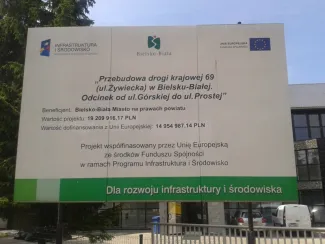 INFRASTRUKTURA
I ŚRODOWISKO
Bielsko-Biała
„Przebudowa drogi krajowej 69
(ul.Żywiecka) w Bielsku-Białej.
Odcinek od ul.Górskiej do ul.Prostej"
Beneficjent: Bielsko-Biała Miasto na prawach powiatu
Wartość projektu: 19 209 916,17 PLN
Wartość dofinansowania z Unii Europejskiej: 14 954 907,14 PLN
Projekt współfinansowany przez Unię Europejską
ze środków Funduszu Spójności
w ramach Programu Infrastruktura i Środowisko
Dla rozwoju infrastruktury i środowiska